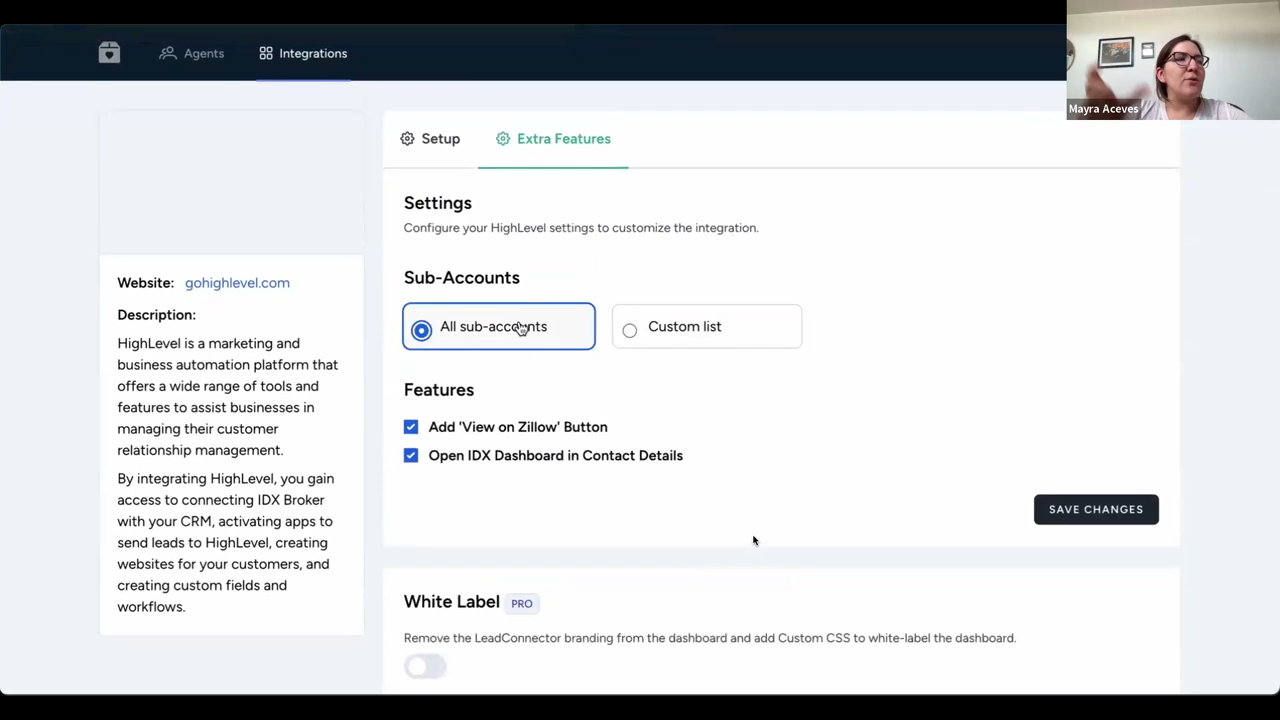 Agents
Integrations
Mayra Aceves
Setup
Extra Features
Settings
Configure your HighLevel settings to customize the integration.
Sub-Accounts
All sub-accounts
Custom list
Features
Add 'View on Zillow' Button
Open IDX Dashboard in Contact Details
SAVE CHANGES
White Label PRO
Remove the LeadConnector branding from the dashboard and add Custom CSS to white-label the dashboard.
Website: gohighlevel.com
Description:
HighLevel is a marketing and
business automation platform that
offers a wide range of tools and
features to assist businesses in
managing their customer
relationship management.
By integrating HighLevel, you gain
access to connecting IDX Broker
with your CRM, activating apps to
send leads to HighLevel, creating
websites for your customers, and
creating custom fields and
workflows.